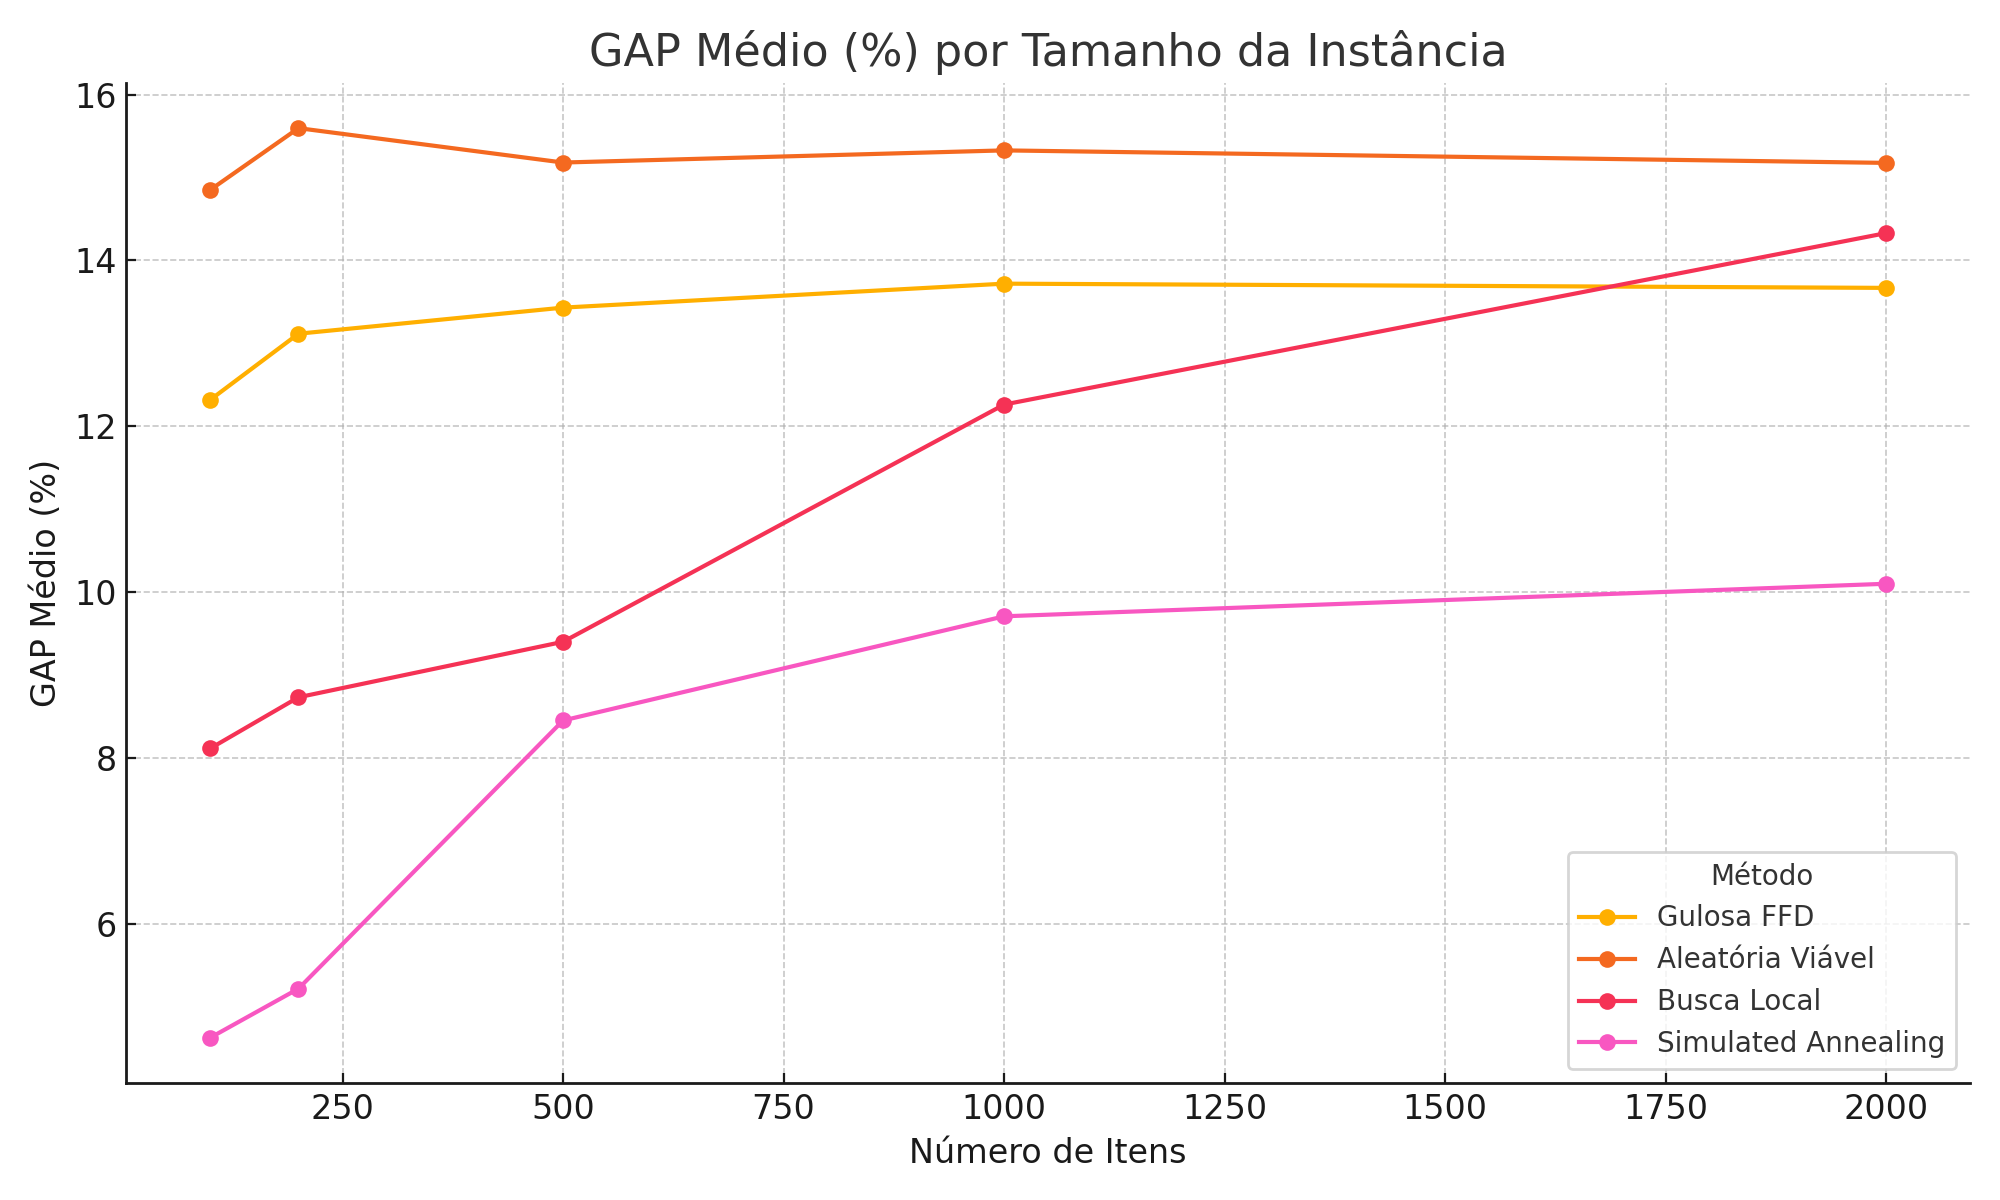 GAP Médio (%) por Tamanho da Instância
GAP Médio (%)
16
14
12
10
8
6
250 500 750 1000 1250 1500 1750 2000
Número de Itens
Método
Gulosa FFD
Aleatória Viável
Busca Local
Simulated Annealing